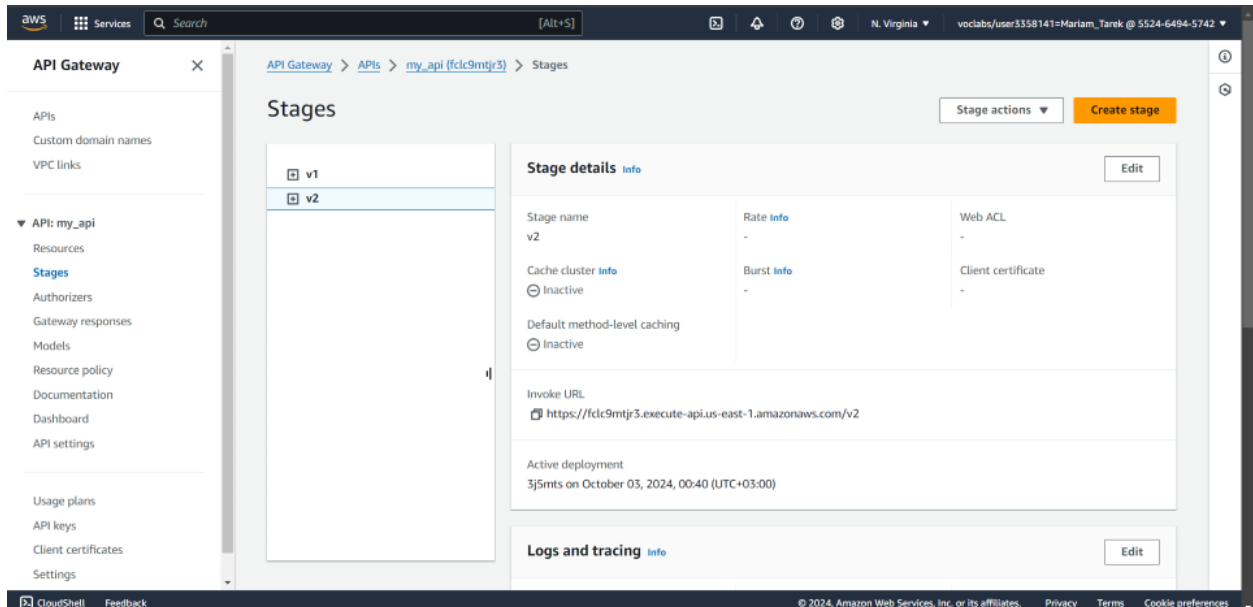 aws Services Search [Alt+S] N. Virginia ▼ voclabs/user3358141=Mariam_Tarek @ 5524-6494-5742 ▼
API Gateway
APIs
Custom domain names
VPC links
▼ API: my_api
Resources
Stages
Authorizers
Gateway responses
Models
Resource policy
Documentation
Dashboard
API settings
Usage plans
API keys
Client certificates
Settings
API Gateway > APIs > my_api (fclc9mtjr3) > Stages
Stages
Stage actions ▼ Create stage
v1
v2
Stage details Info Edit
Stage name Rate Info Web ACL
v2 - -
Cache cluster Info Burst Info Client certificate
Inactive - -
Default method-level caching
Inactive
Invoke URL
https://fclc9mtjr3.execute-api.us-east-1.amazonaws.com/v2
Active deployment
3j5mts on October 03, 2024, 00:40 (UTC+03:00)
Logs and tracing Info Edit
CloudShell Feedback © 2024, Amazon Web Services, Inc. or its affiliates. Privacy Terms Cookie preferences